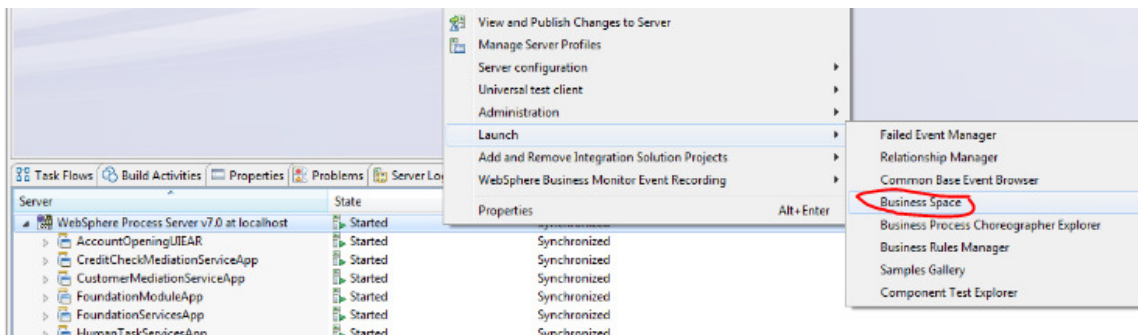 View and Publish Changes to Server
Manage Server Profiles
Server configuration
Universal test client
Administration
Launch
Add and Remove Integration Solution Projects
WebSphere Business Monitor Event Recording
Properties Alt+Enter
Failed Event Manager
Relationship Manager
Common Base Event Browser
Business Space
Business Process Choreographer Explorer
Business Rules Manager
Samples Gallery
Component Test Explorer
Task Flows Build Activities Properties Problems Server Lo
Server State
WebSphere Process Server v7.0 at localhost Started
AccountOpeningUIEAR Started Synchronized
CreditCheckMediationServiceApp Started Synchronized
CustomerMediationServiceApp Started Synchronized
FoundationModuleApp Started Synchronized
FoundationServicesApp Started Synchronized
HumanTaskServicesApp Started Synchronized